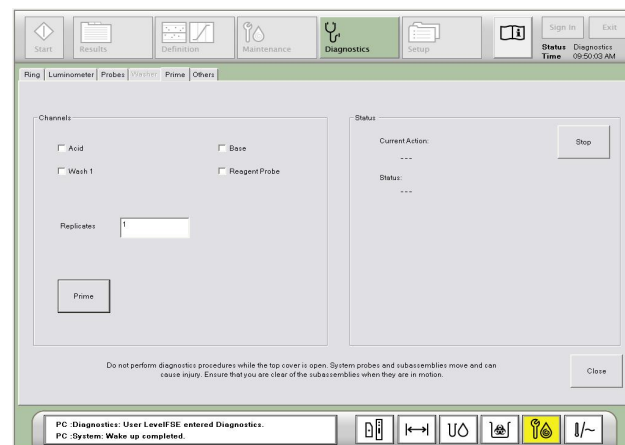 Start Results Definition Maintenance Diagnostics Setup Sign In Exit
Status Diagnostics
Time 09:50:03 AM
Ring Luminometer Probes Washer Prime Others
Channels
Acid Base
Wash 1 Reagent Probe
Replicates 1
Prime
Status
Current Action:
---
Status:
---
Stop
Do not perform diagnostics procedures while the top cover is open. System probes and subassemblies move and can
cause injury. Ensure that you are clear of the subassemblies when they are in motion.
Close
PC :Diagnostics: User LevelFSE entered Diagnostics.
PC :System: Wake up completed.